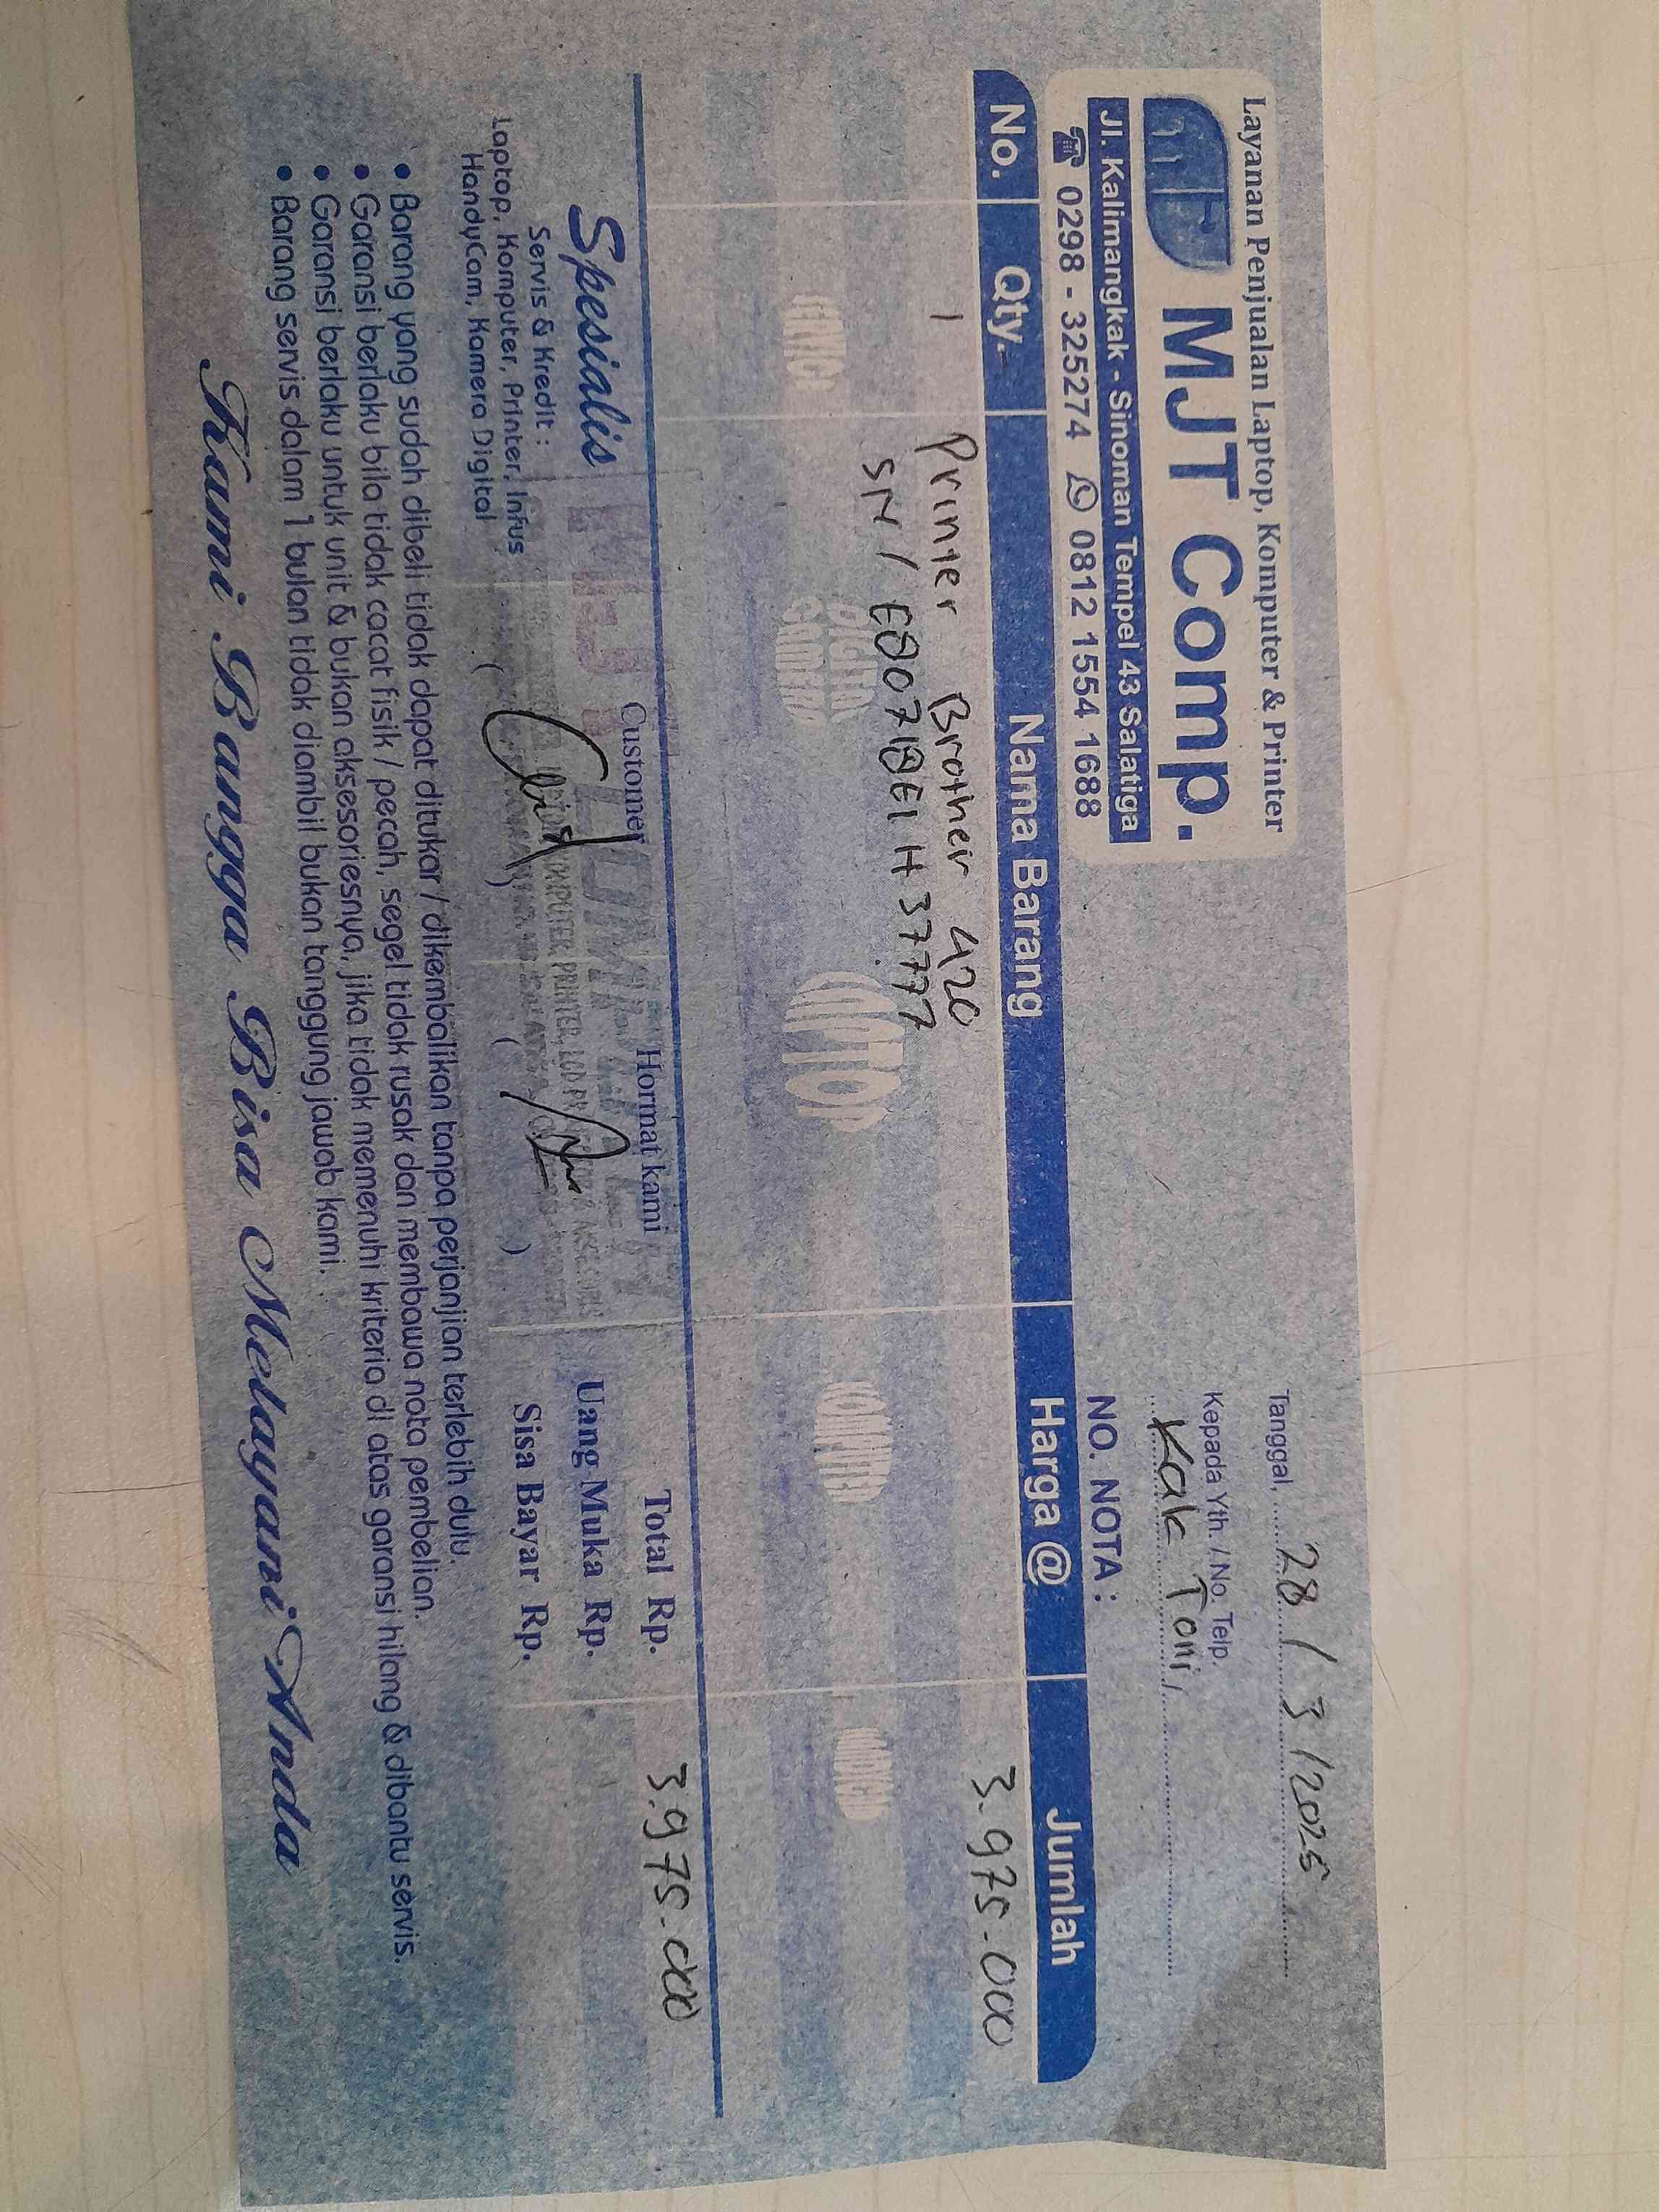 Layanan Penjualan Laptop, Komputer & Printer
MJT Comp.
Jl. Kalimangkak - Sinoman Tempel 43 Salatiga
0298 - 325274 0812 1554 1688
Tanggal, 28 / 3 / 2025
Kepada Yth. / No. Telp.
Kak Toni
NO. NOTA :
No. Qty. Nama Barang Harga @ Jumlah
1 Printer Brother 420 3.975.000
SN / 37777
LAPTOP
Total Rp. 3.975.000
Uang Muka Rp.
Sisa Bayar Rp.
Spesialis
Servis & Kredit :
Laptop, Komputer, Printer, Infus
HandyCam, Kamera Digital
Customer
Hormat kami
( )
( )
• Barang yang sudah dibeli tidak dapat ditukar / dikembalikan tanpa perjanjian terlebih dulu.
• Garansi berlaku bila tidak cacat fisik / pecah, segel tidak rusak dan membawa nota pembelian.
• Garansi berlaku untuk unit & bukan aksesoriesnya, jika tidak memenuhi kriteria di atas garansi hilang & dibantu servis.
• Barang servis dalam 1 bulan tidak diambil bukan tanggung jawab kami.
Kami Bangga Bisa Melayani Anda